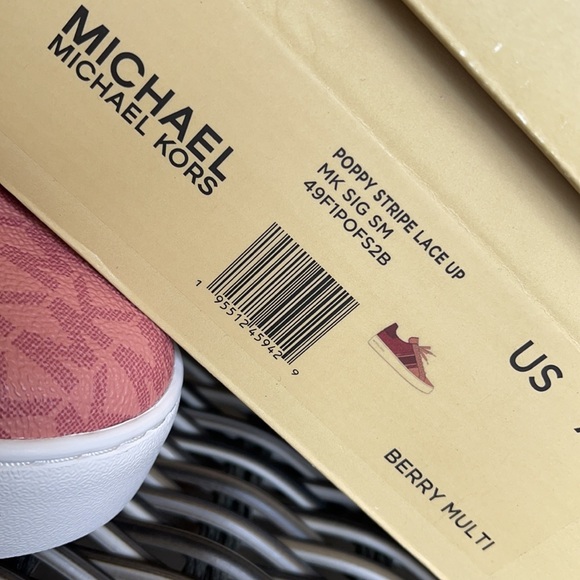 MICHAEL
MICHAEL KORS
POPPY STRIPE LACE UP
MK SIG SM
49F1POFS2B
1 95512 45942 9
US
BERRY MULTI